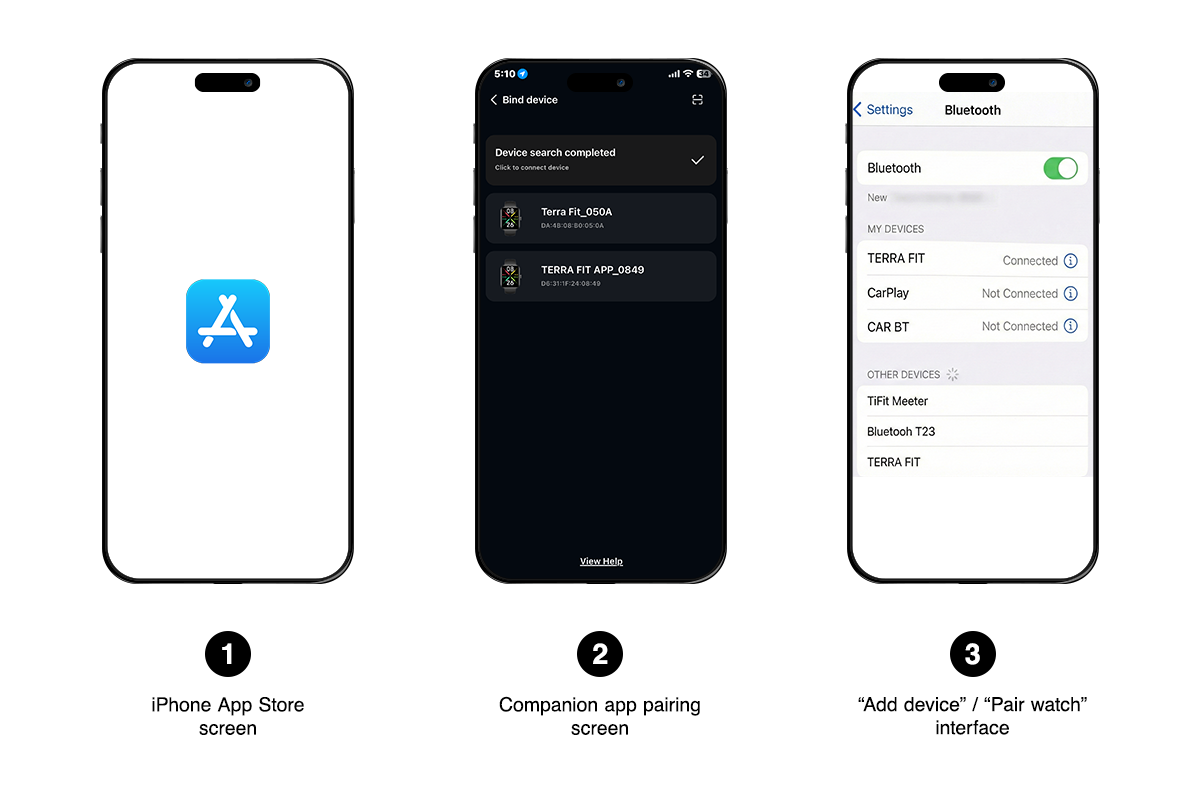 5:10
34
Bind device
Device search completed
Click to connect device
Terra Fit_050A
DA:48:08:B0:05:0A
TERRA FIT APP_0849
D6:31:1F:24:08:49
View Help
Settings
Bluetooth
Bluetooth
New
MY DEVICES
TERRA FIT Connected
CarPlay Not Connected
CAR BT Not Connected
OTHER DEVICES
TiFit Meeter
Bluetooh T23
TERRA FIT
1
iPhone App Store
screen
2
Companion app pairing
screen
3
“Add device” / “Pair watch”
interface